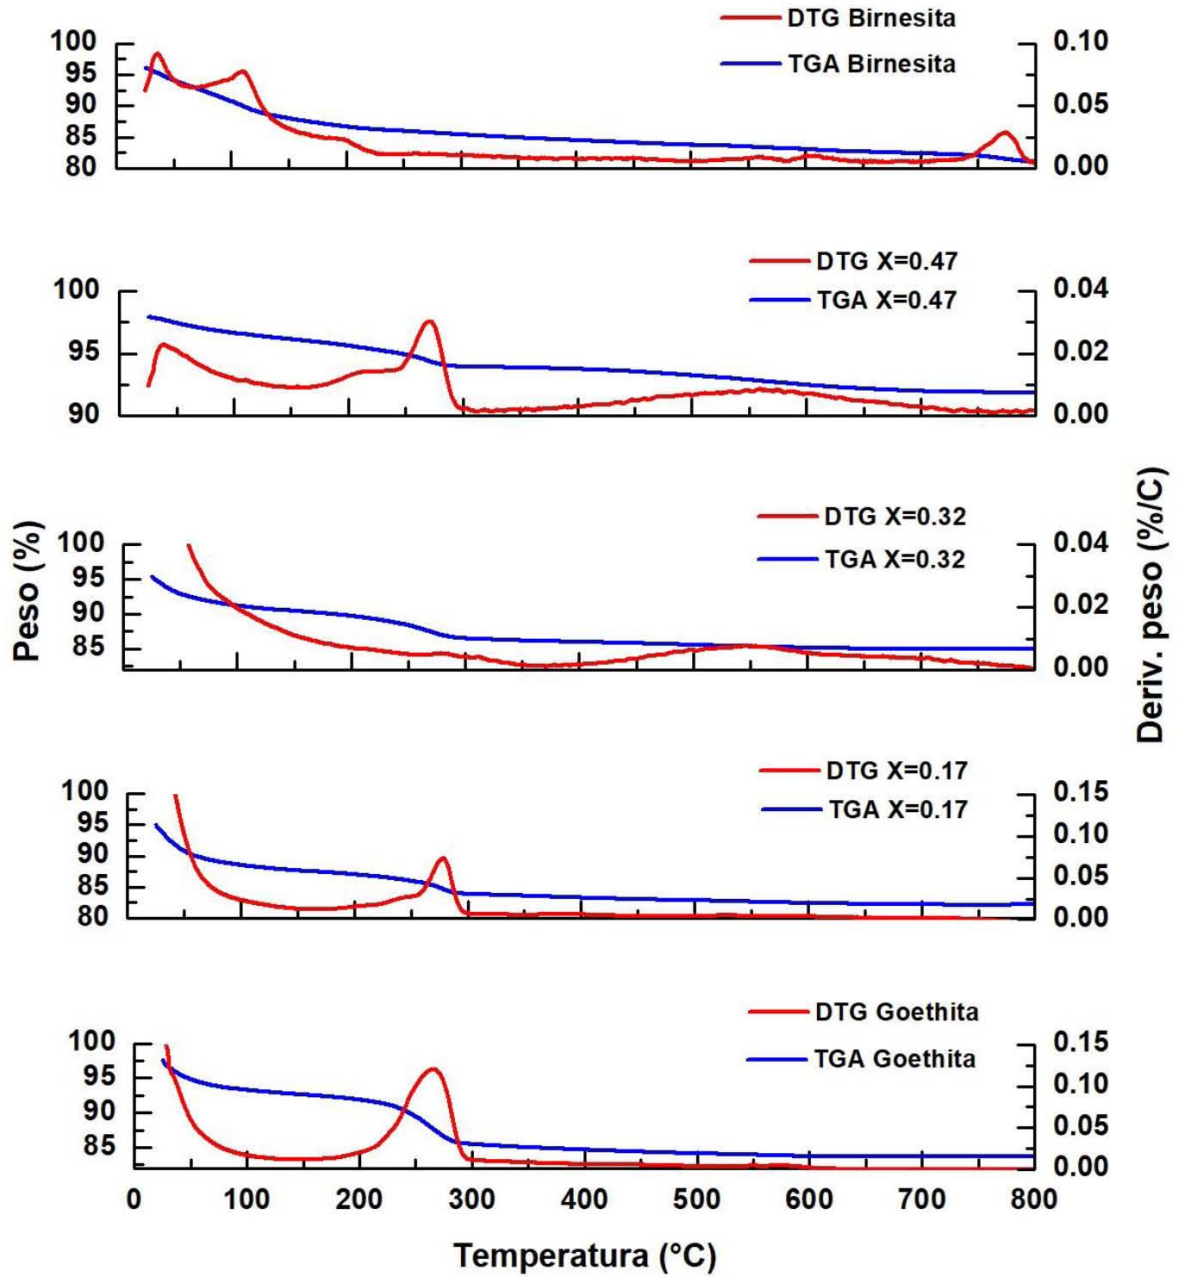 DTG Birnesita
TGA Birnesita
100
95
90
85
80
0.10
0.05
0.00
DTG X=0.47
TGA X=0.47
100
95
90
0.04
0.02
0.00
DTG X=0.32
TGA X=0.32
100
95
90
85
0.04
0.02
0.00
DTG X=0.17
TGA X=0.17
100
95
90
85
80
0.15
0.10
0.05
0.00
DTG Goethita
TGA Goethita
100
95
90
85
0.15
0.10
0.05
0.00
0 100 200 300 400 500 600 700 800
Temperatura (°C)
Peso (%)
Deriv. peso (%/C)